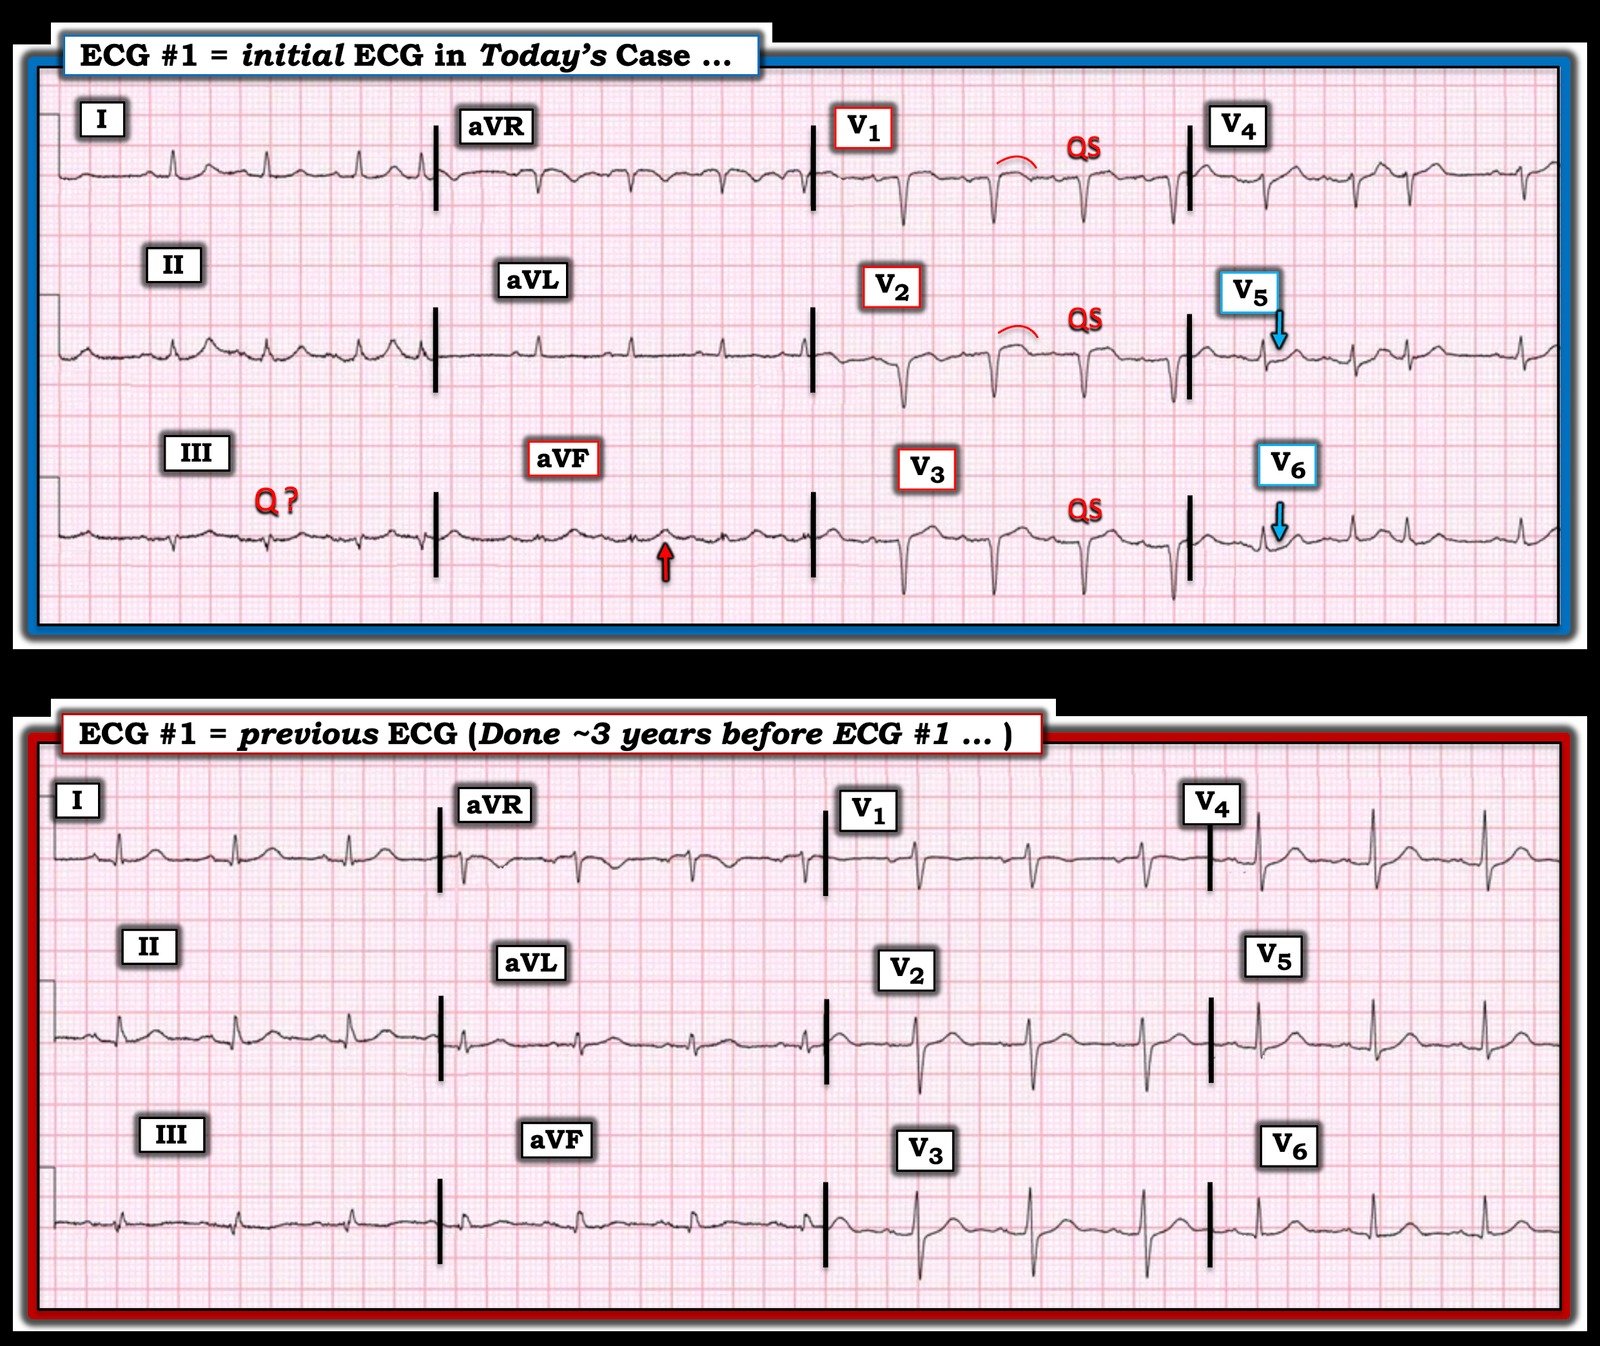 ECG #1 = initial ECG in Today's Case ...
I
aVR
V1
QS
V4
II
aVL
V2
QS
V5
III
Q ?
aVF
V3
QS
V6
ECG #1 = previous ECG (Done ~3 years before ECG #1 ... )
I
aVR
V1
V4
II
aVL
V2
V5
III
aVF
V3
V6